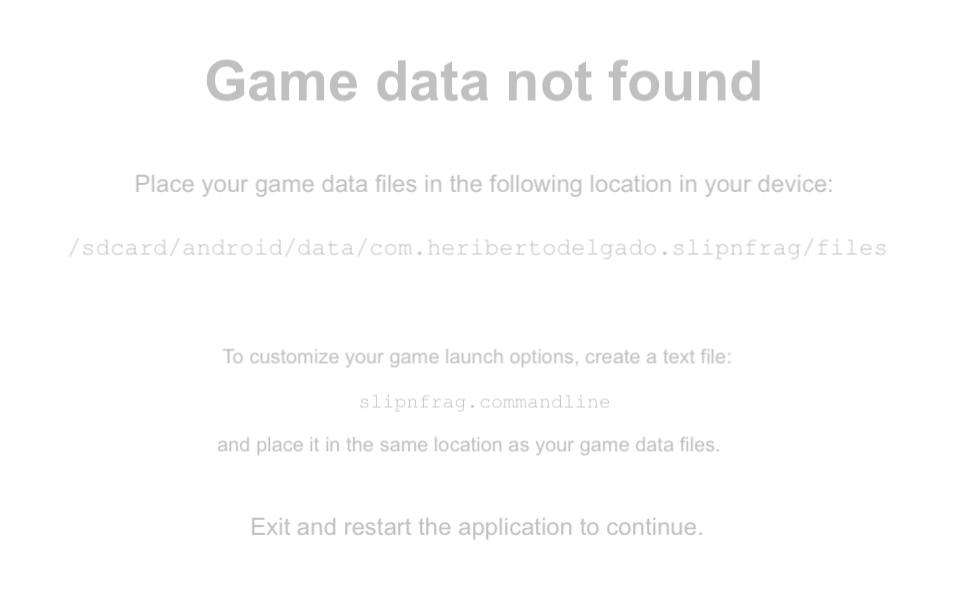 Game data not found
Place your game data files in the following location in your device:
/sdcard/android/data/com.heribertodelgado.slipnfrag/files
To customize your game launch options, create a text file:
slipnfrag.commandline
and place it in the same location as your game data files.
Exit and restart the application to continue.